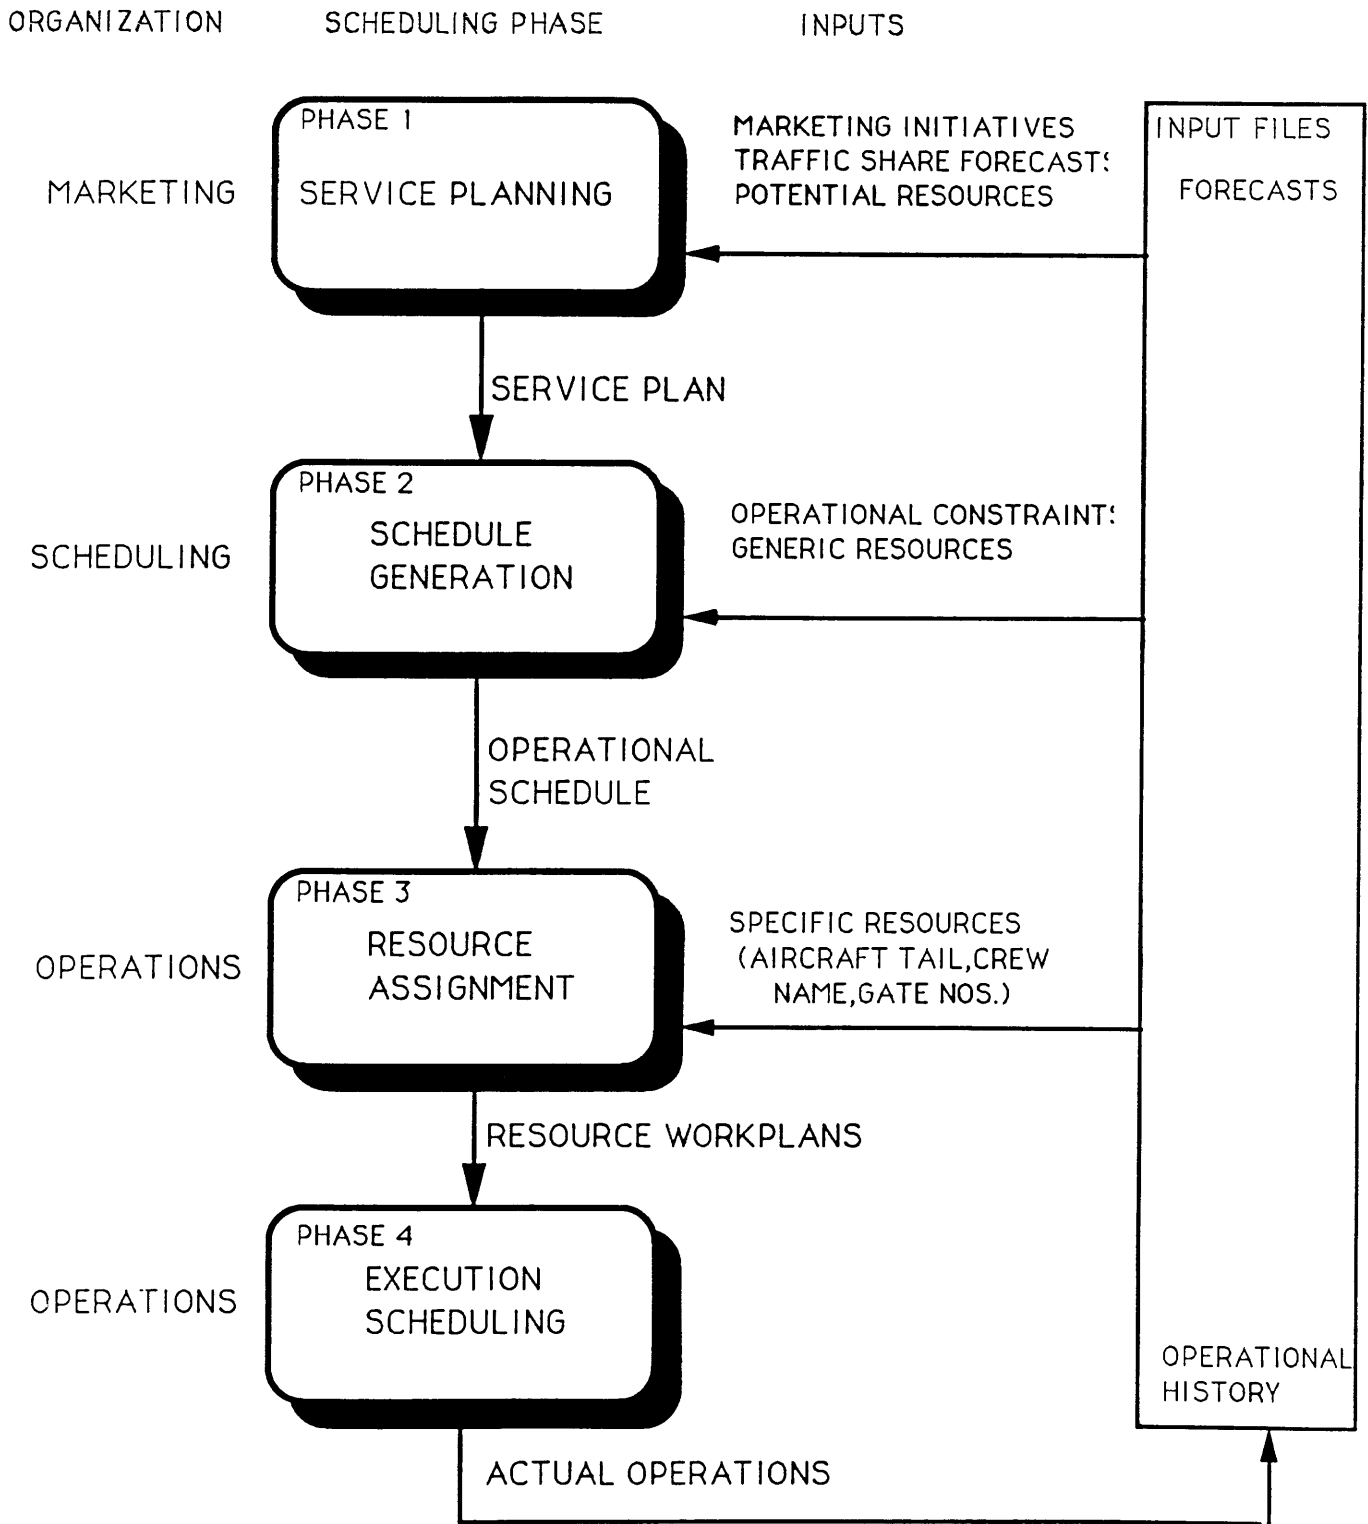 ORGANIZATION SCHEDULING PHASE INPUTS
PHASE 1
MARKETING INITIATIVES
INPUT FILES
TRAFFIC SHARE FORECASTS
MARKETING
SERVICE PLANNING
POTENTIAL RESOURCES
FORECASTS
SERVICE PLAN
PHASE 2
SCHEDULING
SCHEDULE
GENERATION
OPERATIONAL CONSTRAINTS
GENERIC RESOURCES
OPERATIONAL
SCHEDULE
PHASE 3
OPERATIONS
RESOURCE
ASSIGNMENT
SPECIFIC RESOURCES
(AIRCRAFT TAIL,CREW
NAME,GATE NOS.)
RESOURCE WORKPLANS
PHASE 4
OPERATIONS
EXECUTION
SCHEDULING
OPERATIONAL
HISTORY
ACTUAL OPERATIONS